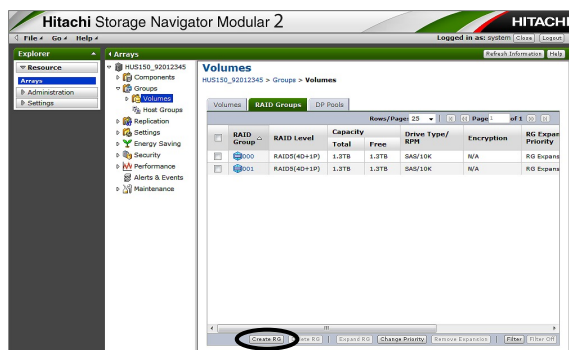 Hitachi Storage Navigator Modular 2
HITACHI
File Go Help
Logged in as: system Close Logout
Explorer
Arrays
Refresh Information Help
Resource
Arrays
Administration
Settings
HUS150_92012345
Components
Groups
Volumes
Host Groups
Replication
Settings
Energy Saving
Security
Performance
Alerts & Events
Maintenance
Volumes
HUS150_92012345 > Groups > Volumes
Volumes RAID Groups DP Pools
Rows/Page: 25 Page 1 of 1
RAID Group RAID Level Capacity Total Free Drive Type/ RPM Encryption RG Expan Priority
000 RAID5(4D+1P) 1.3TB 1.3TB SAS/10K N/A RG Expans
001 RAID5(4D+1P) 1.3TB 1.3TB SAS/10K N/A RG Expans
Create RG RG Expand RG Change Priority Remove Expansion Filter Filter Off